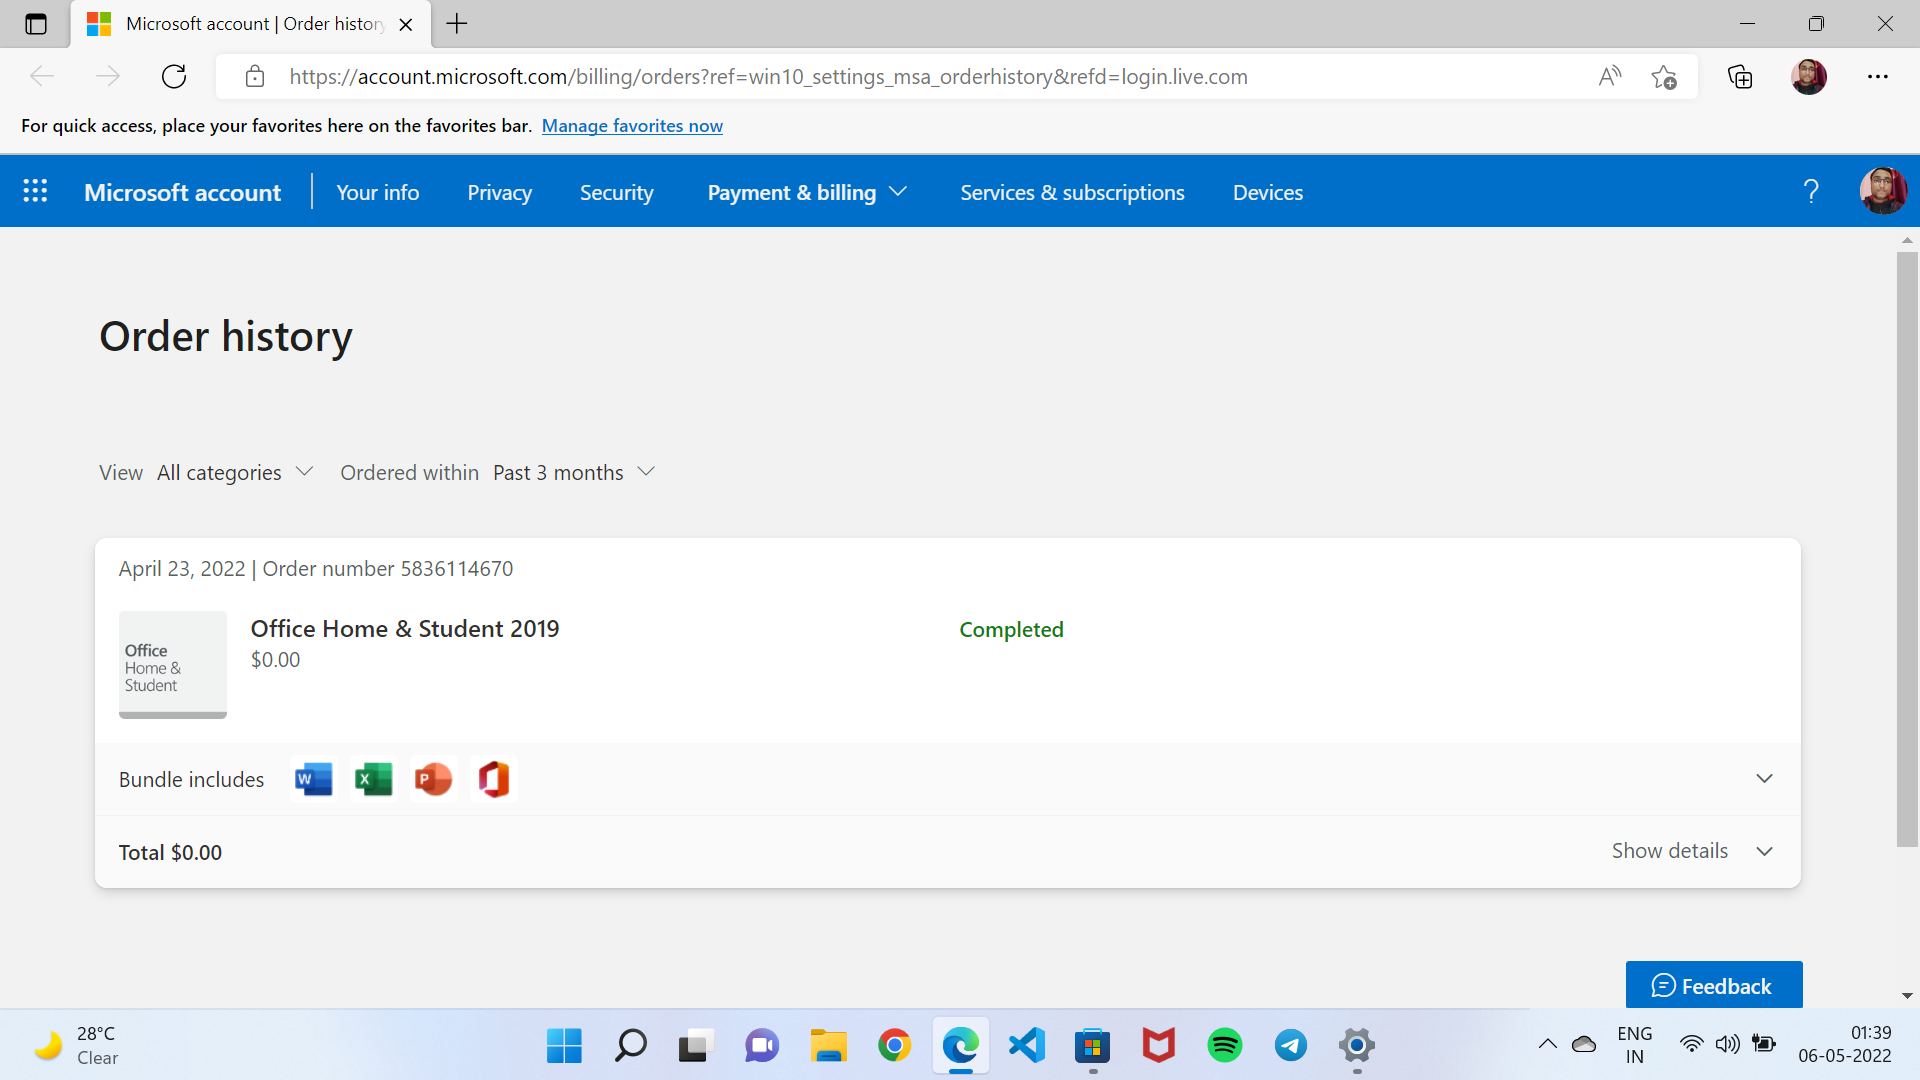 Microsoft account | Order history
https://account.microsoft.com/billing/orders?ref=win10_settings_msa_orderhistory&refd=login.live.com
For quick access, place your favorites here on the favorites bar. Manage favorites now
Microsoft account Your info Privacy Security Payment & billing Services & subscriptions Devices ?
Order history
View All categories Ordered within Past 3 months
April 23, 2022 | Order number 5836114670
Office Home & Student 2019
Completed
$0.00
Office
Home &
Student
Bundle includes
Total $0.00
Show details
Feedback
28°C
Clear
ENG
IN
01:39
06-05-2022